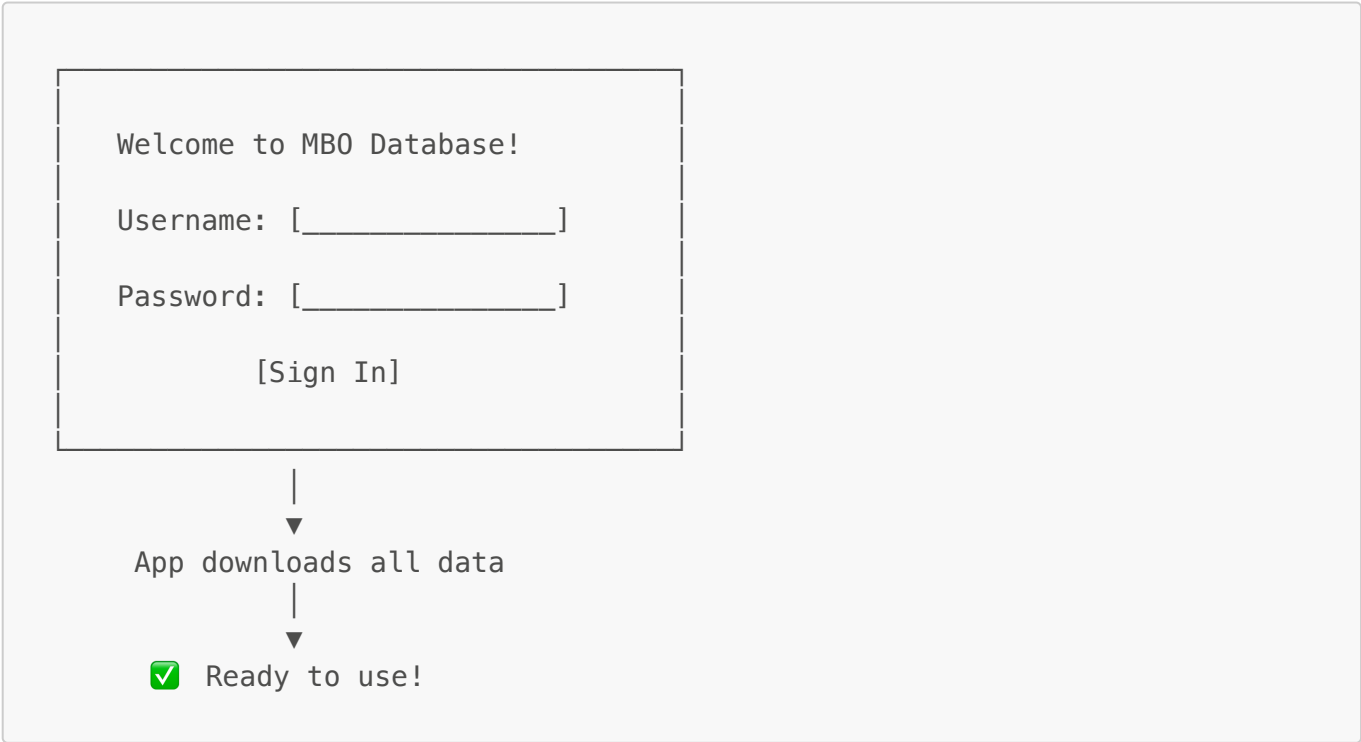 Welcome to MBO Database!
Username: [_______________]
Password: [_______________]
[Sign In]
App downloads all data
✅ Ready to use!